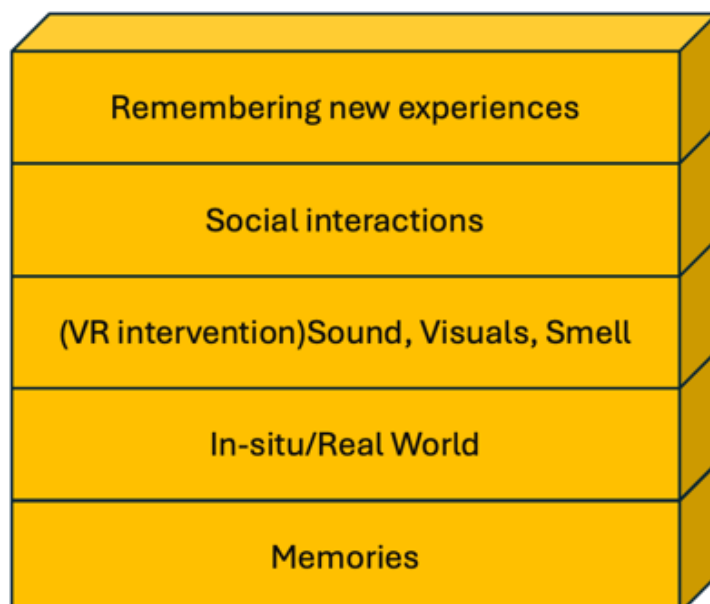 Remembering new experiences
Social interactions
(VR intervention)Sound, Visuals, Smell
In-situ/Real World
Memories